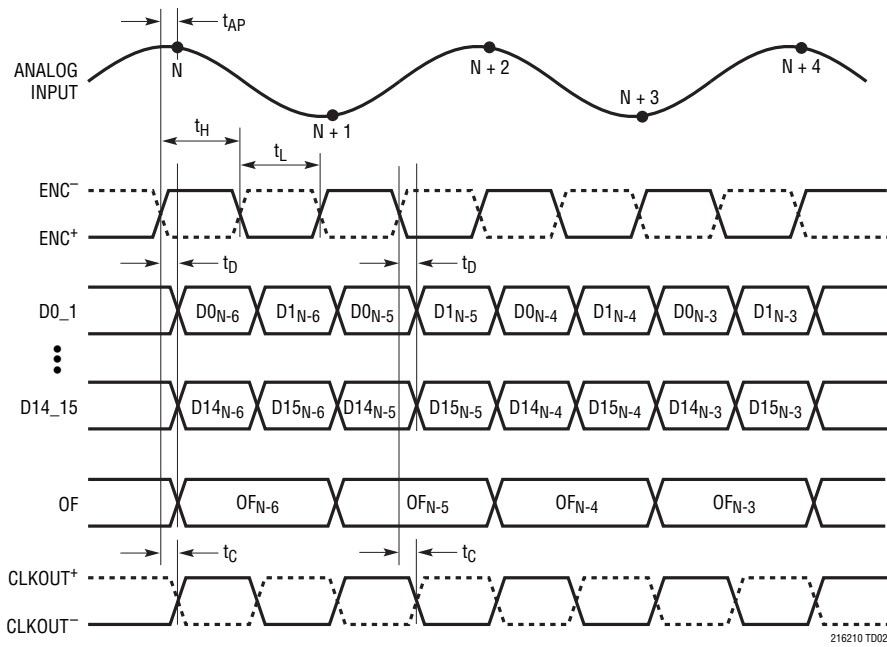 tAP
ANALOG
INPUT
N
N + 1
N + 2
N + 3
N + 4
tH
tL
ENC⁻
ENC⁺
tD
tD
D0_1
D0N-6
D1N-6
D0N-5
D1N-5
D0N-4
D1N-4
D0N-3
D1N-3
D14_15
D14N-6
D15N-6
D14N-5
D15N-5
D14N-4
D15N-4
D14N-3
D15N-3
OF
OFN-6
OFN-5
OFN-4
OFN-3
tC
tC
CLKOUT⁺
CLKOUT⁻
216210 TD02